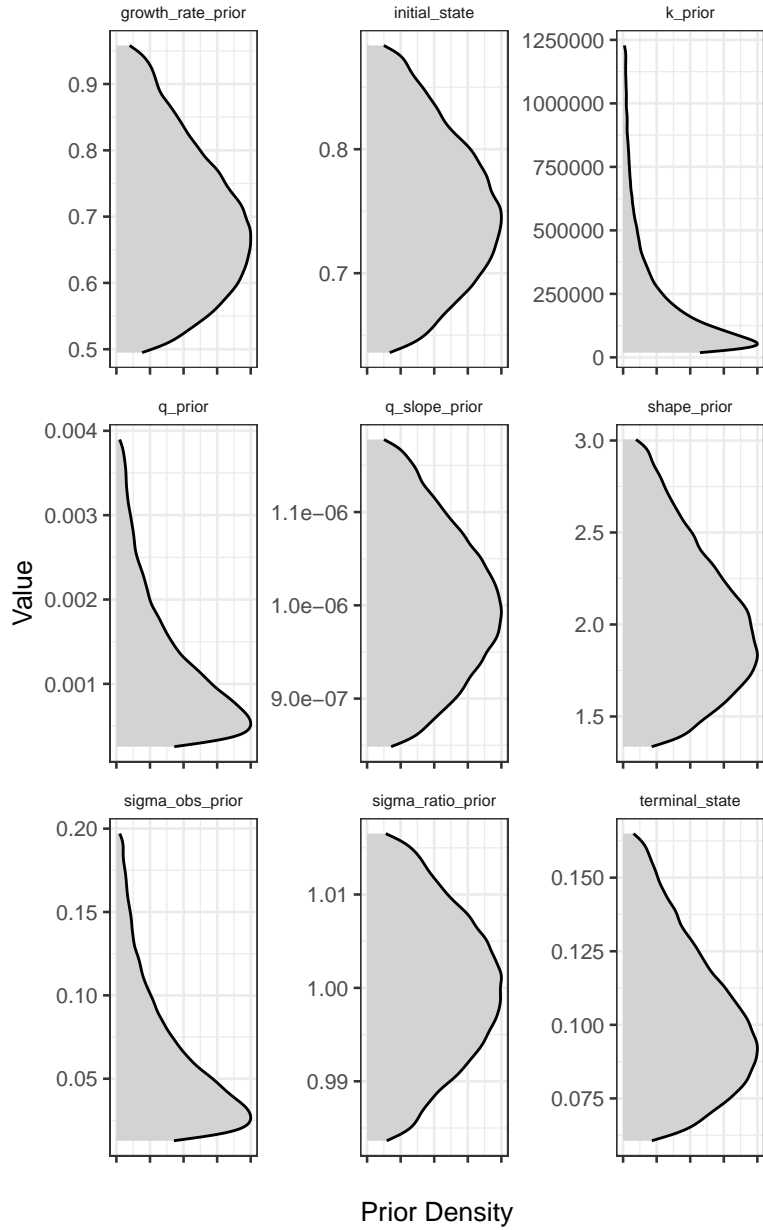 growth_rate_prior
0.9
0.8
0.7
0.6
0.5
initial_state
0.8
0.7
k_prior
1250000
1000000
750000
500000
250000
0
q_prior
0.004
0.003
0.002
0.001
q_slope_prior
1.1e−06
1.0e−06
9.0e−07
shape_prior
3.0
2.5
2.0
1.5
sigma_obs_prior
0.20
0.15
0.10
0.05
sigma_ratio_prior
1.01
1.00
0.99
terminal_state
0.150
0.125
0.100
0.075
Value
Prior Density